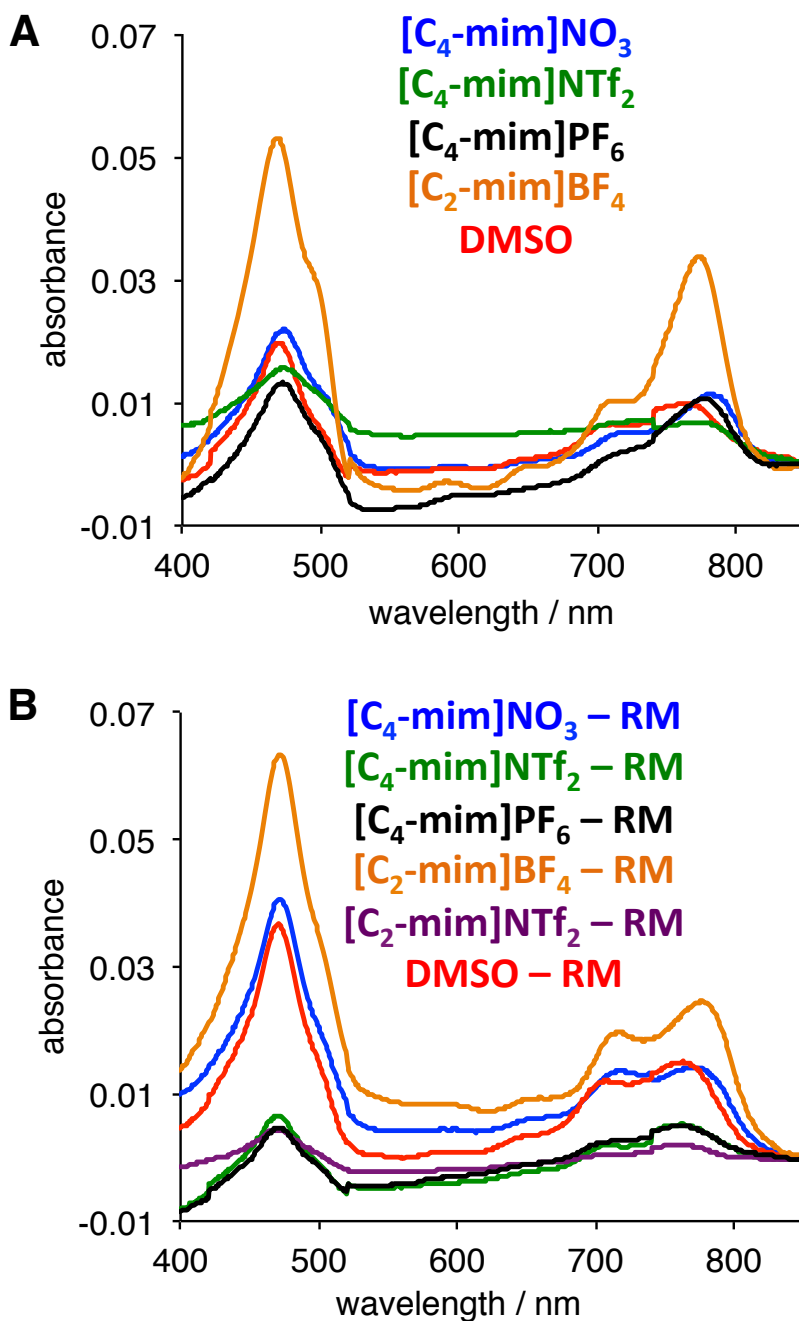 A
0.07
[C₄-mim]NO₃
[C₄-mim]NTf₂
[C₄-mim]PF₆
[C₂-mim]BF₄
DMSO
0.05
0.03
0.01
-0.01
absorbance
400 500 600 700 800
wavelength / nm
B
0.07
[C₄-mim]NO₃ – RM
[C₄-mim]NTf₂ – RM
[C₄-mim]PF₆ – RM
[C₂-mim]BF₄ – RM
[C₂-mim]NTf₂ – RM
DMSO – RM
0.05
0.03
0.01
-0.01
absorbance
400 500 600 700 800
wavelength / nm